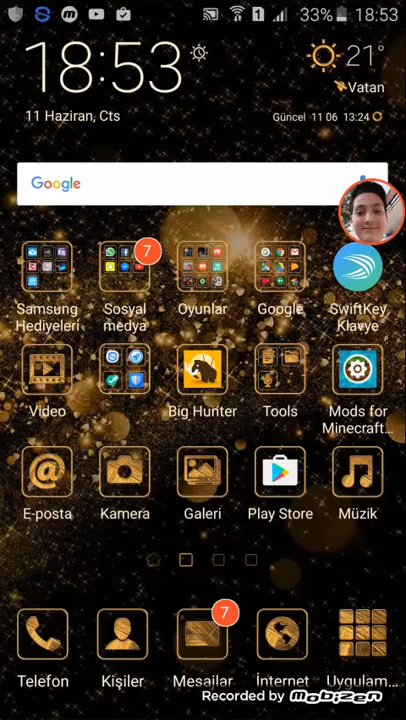 33% 18:53
18:53
21°
Vatan
11 Haziran, Cts
Güncel 11 06 13:24
Google
7
Samsung Hediyeleri
Sosyal medya
Oyunlar
Google
SwiftKey Klavye
Video
Big Hunter
Tools
Mods for Minecraft...
E-posta
Kamera
Galeri
Play Store
Müzik
7
Telefon
Kişiler
Mesajlar
İnternet
Uygulam...
Recorded by Mobizen